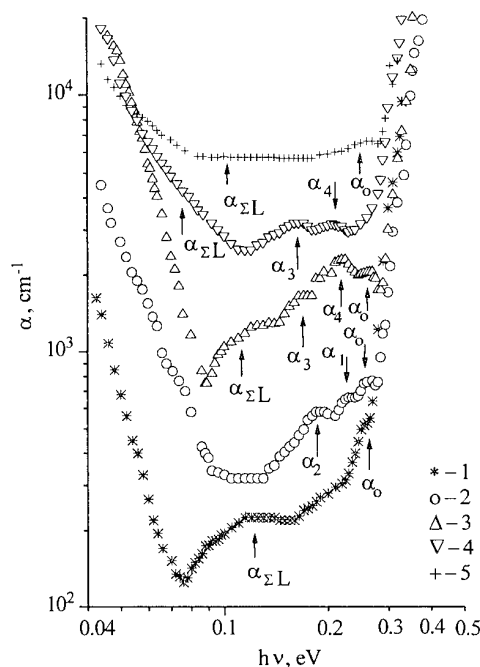 10^4
10^3
10^2
α, cm^-1
α_ΣL
α_4
α_o
α_ΣL
α_3
α_4
α_o
α_3
α_1
α_o
α_ΣL
α_2
α_o
α_ΣL
* – 1
○ – 2
△ – 3
▽ – 4
+ – 5
0.04
0.1
0.2
0.3
0.4
0.5
hν, eV